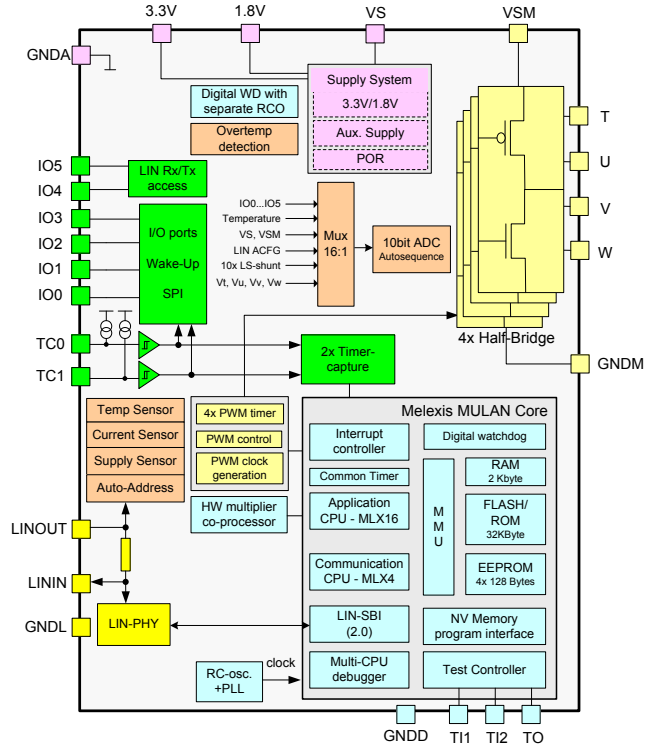 3.3V
1.8V
VS
VSM
GNDA
Supply System
3.3V/1.8V
Aux. Supply
POR
Digital WD with
separate RCO
Overtemp
detection
T
U
V
W
IO5
IO4
IO3
IO2
IO1
IO0
LIN Rx/Tx
access
I/O ports
Wake-Up
SPI
IO0...IO5
Temperature
VS, VSM
LIN ACFG
10x LS-shunt
Vt, Vu, Vv, Vw
Mux
16:1
10bit ADC
Autosequence
4x Half-Bridge
GNDM
TC0
TC1
2x Timer-
capture
Temp Sensor
Current Sensor
Supply Sensor
Auto-Address
4x PWM timer
PWM control
PWM clock
generation
HW multiplier
co-processor
Melexis MULAN Core
Interrupt
controller
Common Timer
Application
CPU - MLX16
Communication
CPU - MLX4
LIN-SBI
(2.0)
Multi-CPU
debugger
Digital watchdog
M
M
U
RAM
2 Kbyte
FLASH/
ROM
32KByte
EEPROM
4x 128 Bytes
NV Memory
program interface
Test Controller
LINOUT
LININ
GNDL
LIN-PHY
RC-osc.
+PLL
clock
GNDD
TI1
TI2
TO